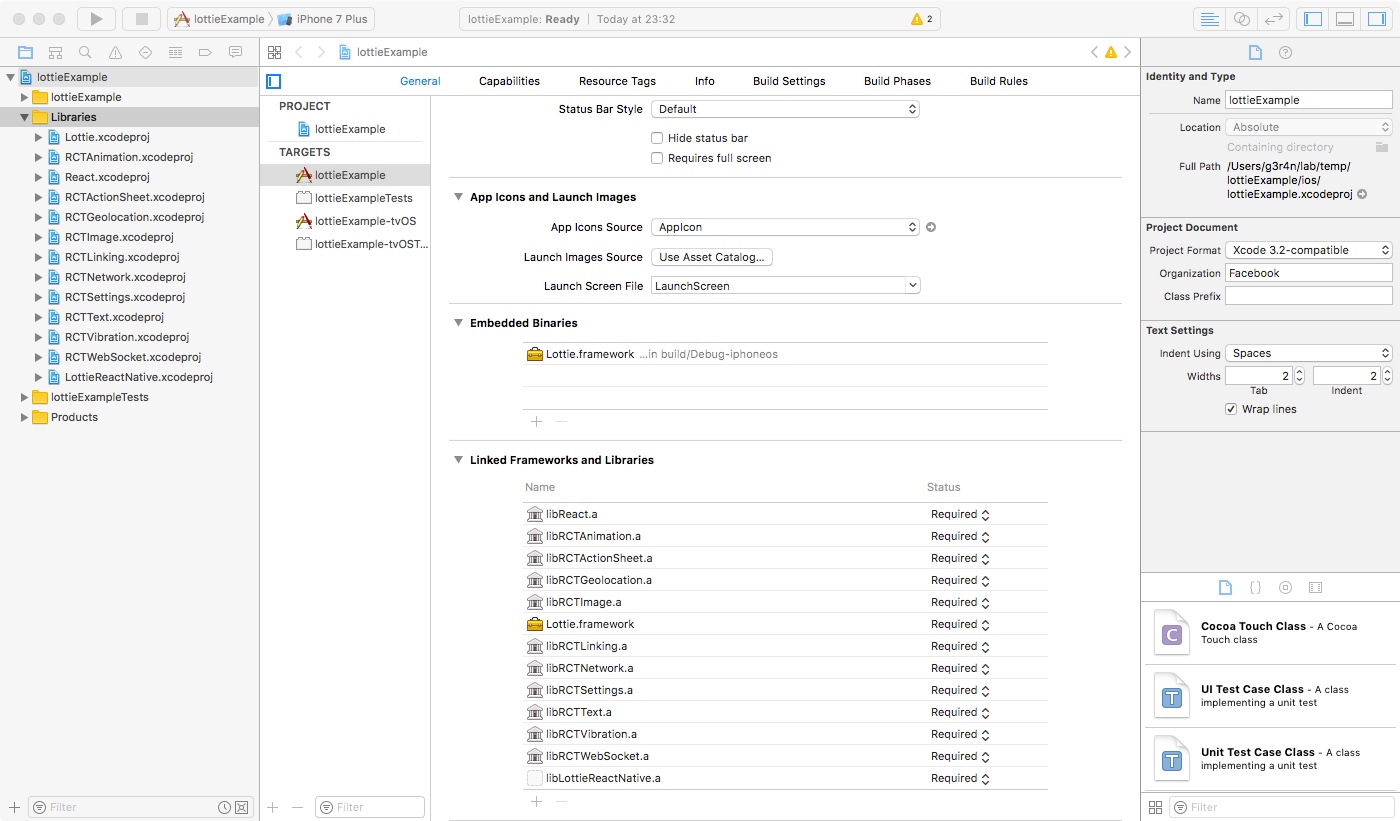 lottieExample
iPhone 7 Plus
lottieExample: Ready | Today at 23:32
2
lottieExample
lottieExample
Libraries
Lottie.xcodeproj
RCTAnimation.xcodeproj
React.xcodeproj
RCTActionSheet.xcodeproj
RCTGeolocation.xcodeproj
RCTImage.xcodeproj
RCTLinking.xcodeproj
RCTNetwork.xcodeproj
RCTSettings.xcodeproj
RCTText.xcodeproj
RCTVibration.xcodeproj
RCTWebSocket.xcodeproj
LottieReactNative.xcodeproj
lottieExampleTests
Products
Filter
lottieExample
General Capabilities Resource Tags Info Build Settings Build Phases Build Rules
PROJECT
lottieExample
TARGETS
lottieExample
lottieExampleTests
lottieExample-tvOS
lottieExample-tvOST...
Filter
Status Bar Style Default
Hide status bar
Requires full screen
App Icons and Launch Images
App Icons Source AppIcon
Launch Images Source Use Asset Catalog...
Launch Screen File LaunchScreen
Embedded Binaries
Lottie.framework ...in build/Debug-iphoneos
Linked Frameworks and Libraries
Name Status
libReact.a Required
libRCTAnimation.a Required
libRCTActionSheet.a Required
libRCTGeolocation.a Required
libRCTImage.a Required
Lottie.framework Required
libRCTLinking.a Required
libRCTNetwork.a Required
libRCTSettings.a Required
libRCTText.a Required
libRCTVibration.a Required
libRCTWebSocket.a Required
libLottieReactNative.a Required
Identity and Type
Name lottieExample
Location Absolute
Containing directory
Full Path /Users/g3r4n/lab/temp/
lottieExample/ios/
lottieExample.xcodeproj
Project Document
Project Format Xcode 3.2-compatible
Organization Facebook
Class Prefix
Text Settings
Indent Using Spaces
Widths 2 2
Tab Indent
Wrap lines
{ }
C
Cocoa Touch Class - A Cocoa
Touch class
T
UI Test Case Class - A class
implementing a unit test
T
Unit Test Case Class - A class
implementing a unit test
Filter